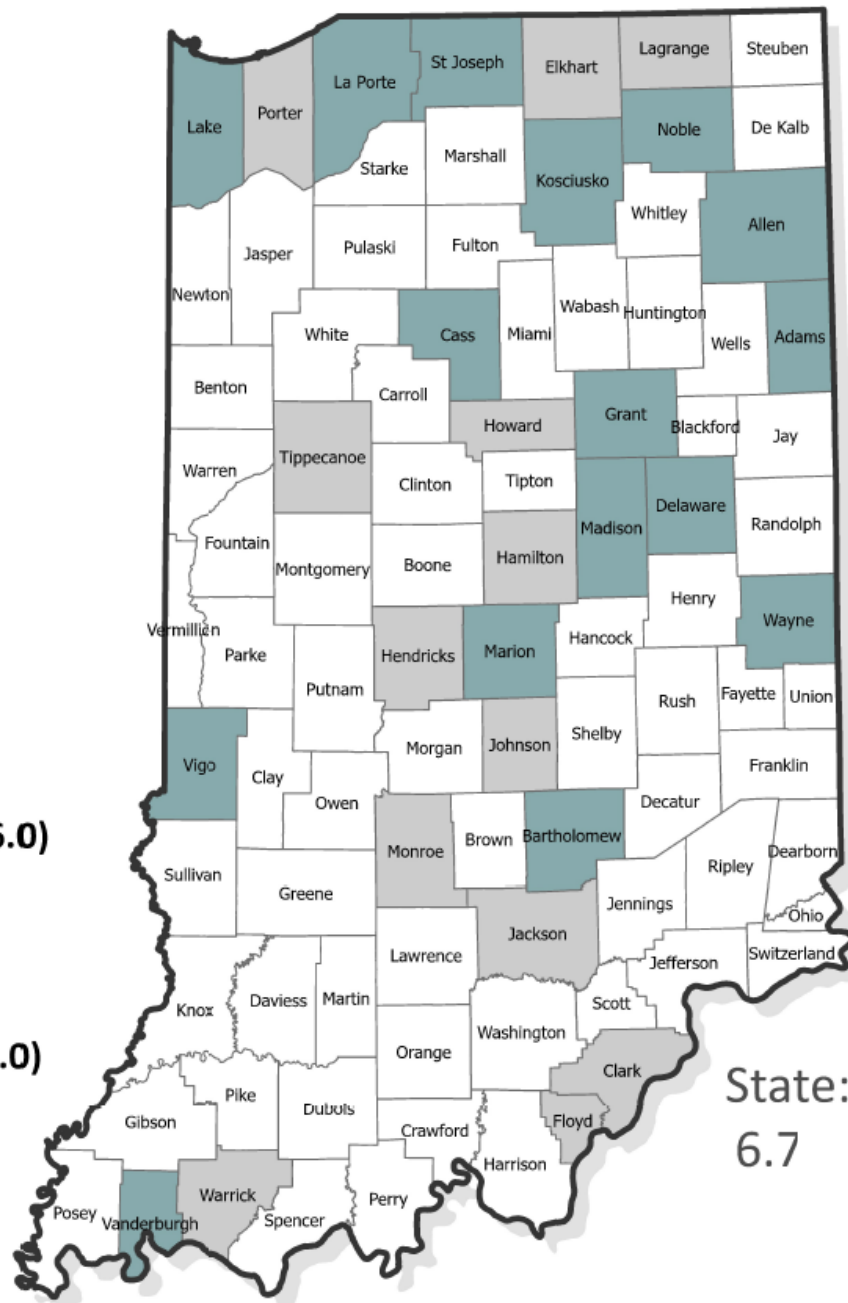 Steuben
Lagrange
St Joseph
Elkhart
La Porte
Porter
Lake
Noble
De Kalb
Marshall
Starke
Kosciusko
Whitley
Allen
Fulton
Pulaski
Jasper
Newton
Wabash
Huntington
White
Cass
Miami
Wells
Adams
Benton
Carroll
Grant
Blackford
Jay
Howard
Tippecanoe
Warren
Clinton
Tipton
Delaware
Madison
Randolph
Fountain
Montgomery
Boone
Hamilton
Henry
Wayne
Vermillion
Parke
Hendricks
Marion
Hancock
Putnam
Rush
Fayette
Union
Morgan
Johnson
Shelby
Vigo
Clay
Franklin
Owen
Decatur
5.0)
Monroe
Brown
Bartholomew
Dearborn
Ripley
Sullivan
Greene
Jennings
Ohio
Jackson
Lawrence
Jefferson
Switzerland
Knox
Daviess
Martin
Scott
Washington
Orange
.0)
Clark
State:
6.7
Pike
Dubois
Gibson
Floyd
Crawford
Harrison
Warrick
Perry
Posey
Vanderburgh
Spencer